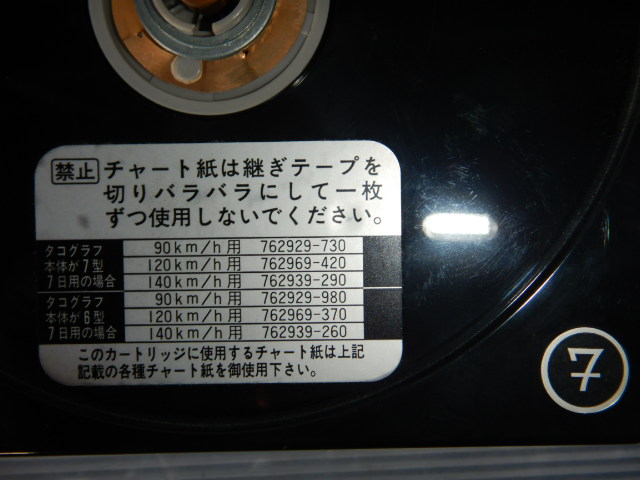 禁止 チャート紙は継ぎテープを
切りバラバラにして一枚
ずつ使用しないでください。
タコグラフ 90km/h用 762929-730
本体が7型 120km/h用 762969-420
7日用の場合 140km/h用 762939-290
タコグラフ 90km/h用 762929-980
本体が6型 120km/h用 762969-370
7日用の場合 140km/h用 762939-260
このカートリッジに使用するチャート紙は上記
記載の各種チャート紙を御使用下さい。
7